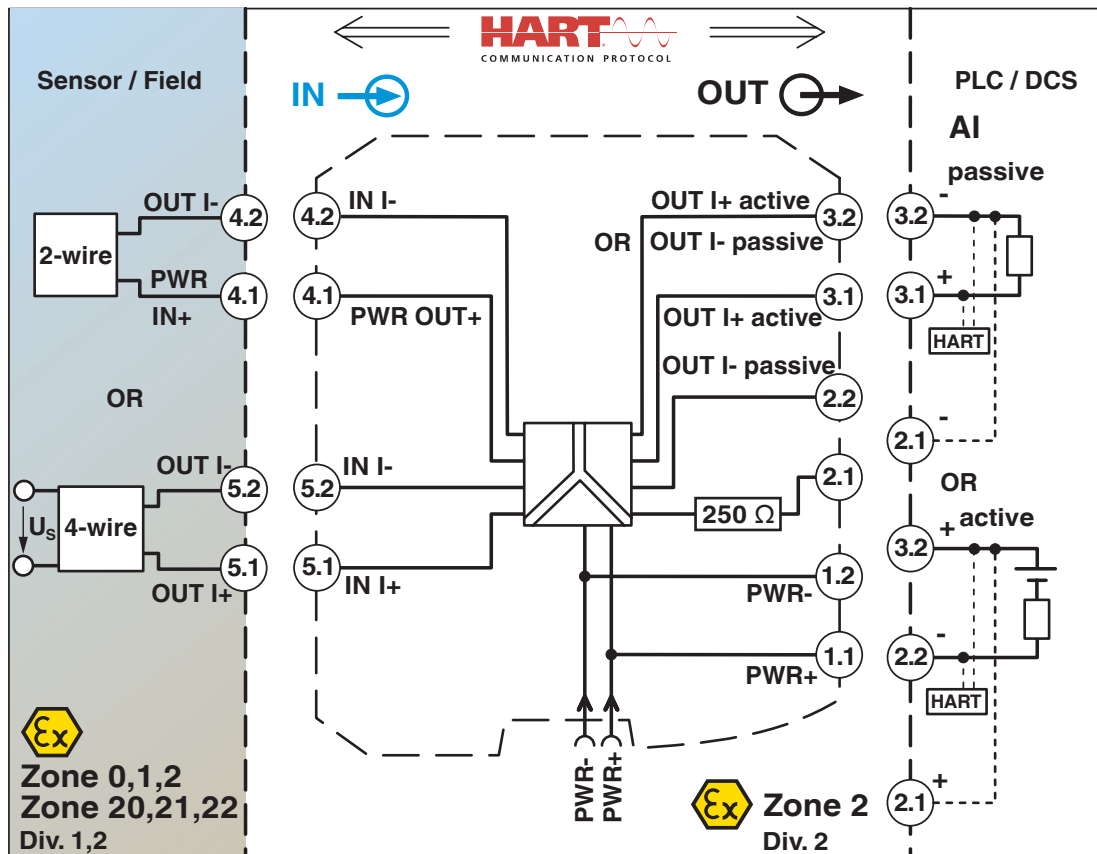 HART
COMMUNICATION PROTOCOL
Sensor / Field
IN
OUT
PLC / DCS
AI
passive
OUT I-
4.2
2-wire
PWR
IN+
4.1
OR
OUT I-
5.2
US
4-wire
5.1
OUT I+
4.2
IN I-
4.1
PWR OUT+
5.2
IN I-
5.1
IN I+
OUT I+ active
OR
OUT I- passive
3.2
3.1
OUT I+ active
OUT I- passive
2.2
2.1
250 Ω
1.2
PWR-
1.1
PWR+
PWR-
PWR+
3.2
-
3.1
+
HART
2.1
-
OR
active
3.2
+
2.2
-
HART
2.1
+
Ex
Zone 0,1,2
Zone 20,21,22
Div. 1,2
Ex
Zone 2
Div. 2